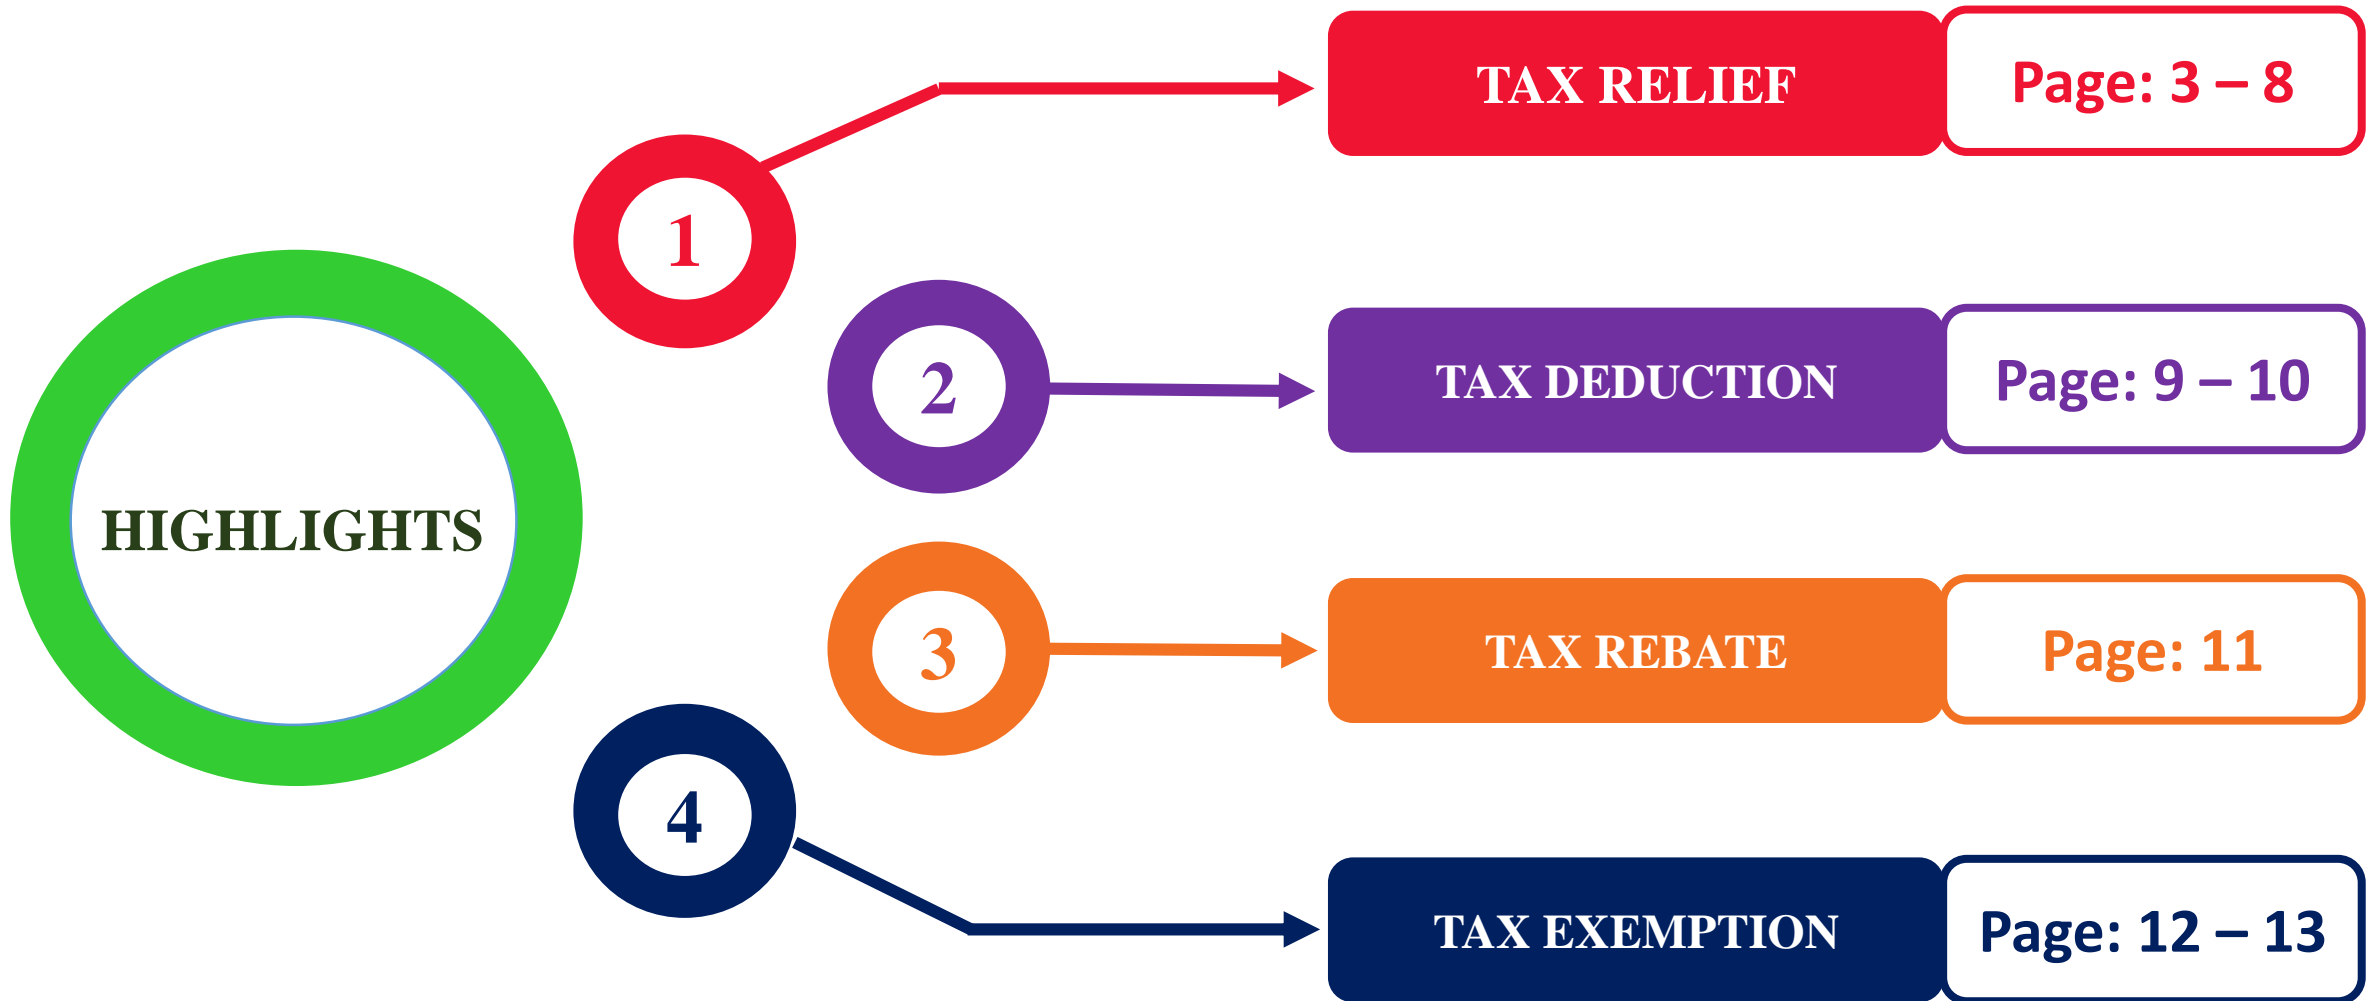 HIGHLIGHTS
1
TAX RELIEF
Page: 3 – 8
2
TAX DEDUCTION
Page: 9 – 10
3
TAX REBATE
Page: 11
4
TAX EXEMPTION
Page: 12 – 13